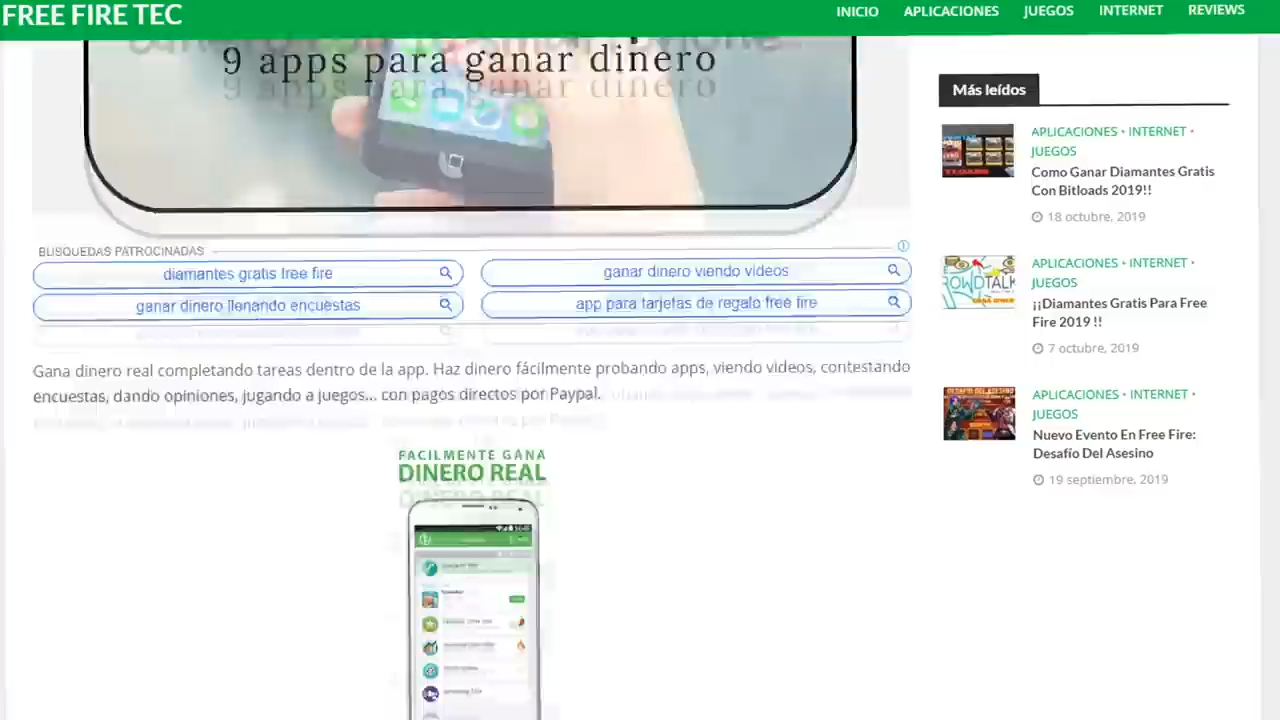 FREE FIRE TEC
INICIO
APLICACIONES
JUEGOS
INTERNET
REVIEWS
9 apps para ganar dinero
BUSQUEDAS PATROCINADAS
diamantes gratis free fire
ganar dinero viendo videos
ganar dinero llenando encuestas
app para tarjetas de regalo free fire
Gana dinero real completando tareas dentro de la app. Haz dinero fácilmente probando apps, viendo videos, contestando
encuestas, dando opiniones, jugando a juegos... con pagos directos por Paypal.
FACILMENTE GANA
DINERO REAL
Más leídos
APLICACIONES • INTERNET •
JUEGOS
Como Ganar Diamantes Gratis
Con Bitloads 2019!!
18 octubre, 2019
APLICACIONES • INTERNET •
JUEGOS
¡¡Diamantes Gratis Para Free
Fire 2019 !!
7 octubre, 2019
APLICACIONES • INTERNET •
JUEGOS
Nuevo Evento En Free Fire:
Desafío Del Asesino
19 septiembre, 2019